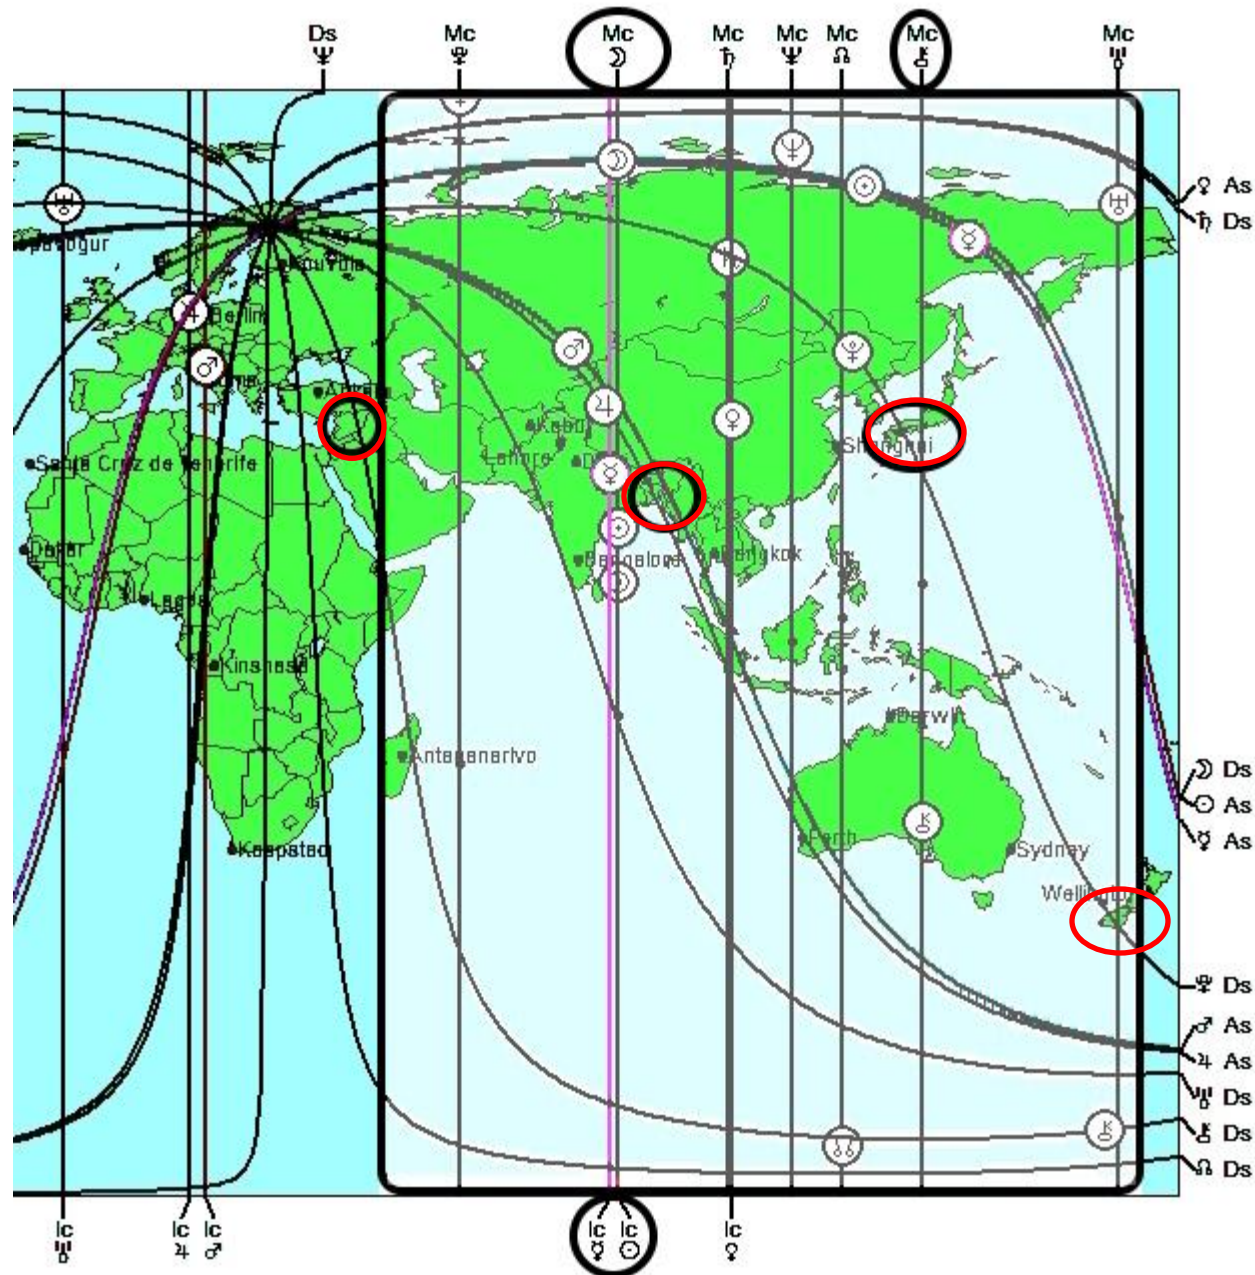 Ds Mc Mc Mc Mc Mc Mc Mc
♆ ⚴ ☽ ♄ ♆ ☊ ⚷ ♅
♀ As
♄ Ds
Kouvola
Berlin
Ankara
Kabul
Lahore
Shanghai
Santa Cruz de Tenerife
Dakar
Bangalore
Bangkok
Lagos
Kinshasa
Darwin
Antananarivo
☽ Ds
☉ As
☿ As
Perth
Sydney
Kaapstad
Wellington
Ds
♂ As
♃ As
♅ Ds
⚷ Ds
☊ Ds
Ic Ic Ic Ic Ic Ic
♅ ♃ ♂ ☿ ☉ ♀